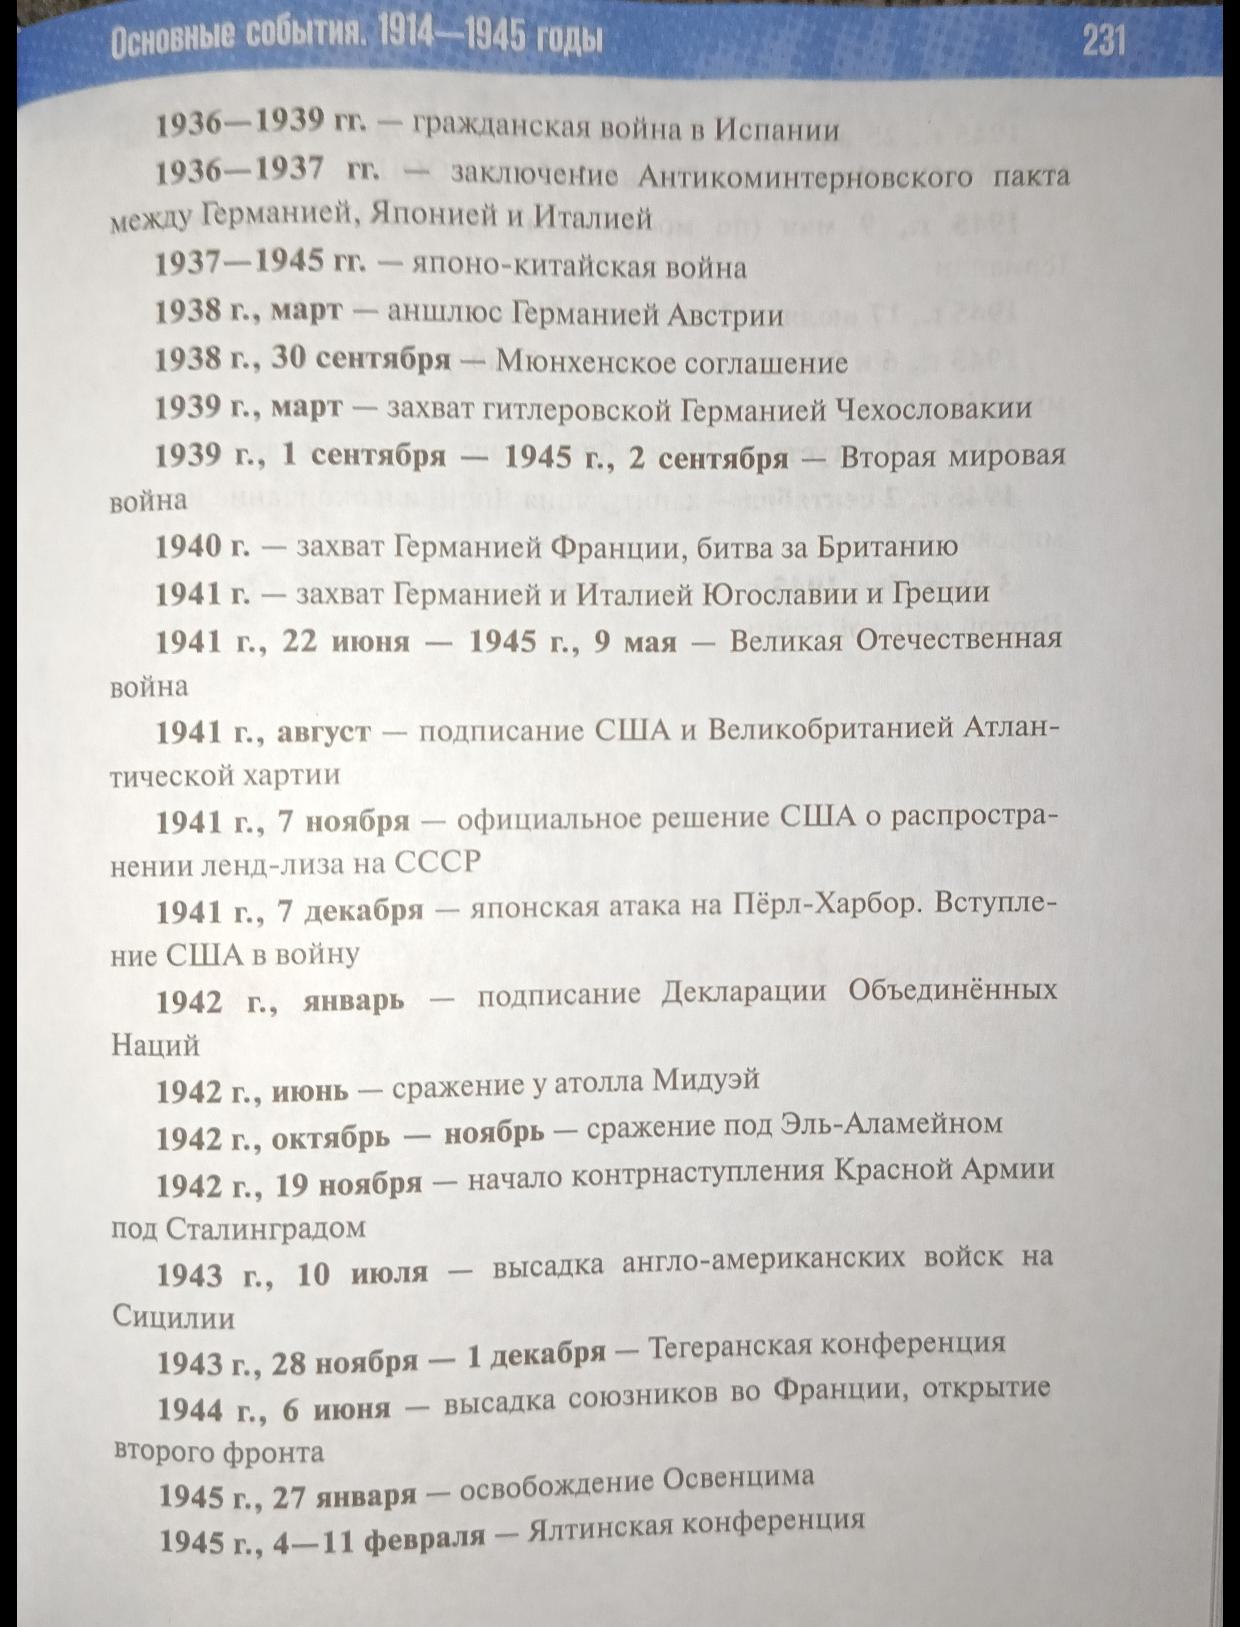 Основные события. 1914—1945 годы
231
1936—1939 гг. — гражданская война в Испании
1936—1937 гг. — заключение Антикоминтерновского пакта
между Германией, Японией и Италией
1937—1945 гг. — японо-китайская война
1938 г., март — аншлюс Германией Австрии
1938 г., 30 сентября — Мюнхенское соглашение
1939 г., март — захват гитлеровской Германией Чехословакии
1939 г., 1 сентября — 1945 г., 2 сентября — Вторая мировая
война
1940 г. — захват Германией Франции, битва за Британию
1941 г. — захват Германией и Италией Югославии и Греции
1941 г., 22 июня — 1945 г., 9 мая — Великая Отечественная
война
1941 г., август — подписание США и Великобританией Атлан-
тической хартии
1941 г., 7 ноября — официальное решение США о распростра-
нении ленд-лиза на СССР
1941 г., 7 декабря — японская атака на Пёрл-Харбор. Вступле-
ние США в войну
1942 г., январь — подписание Декларации Объединённых
Наций
1942 г., июнь — сражение у атолла Мидуэй
1942 г., октябрь — ноябрь — сражение под Эль-Аламейном
1942 г., 19 ноября — начало контрнаступления Красной Армии
под Сталинградом
1943 г., 10 июля — высадка англо-американских войск на
Сицилии
1943 г., 28 ноября — 1 декабря — Тегеранская конференция
1944 г., 6 июня — высадка союзников во Франции, открытие
второго фронта
1945 г., 27 января — освобождение Освенцима
1945 г., 4—11 февраля — Ялтинская конференция